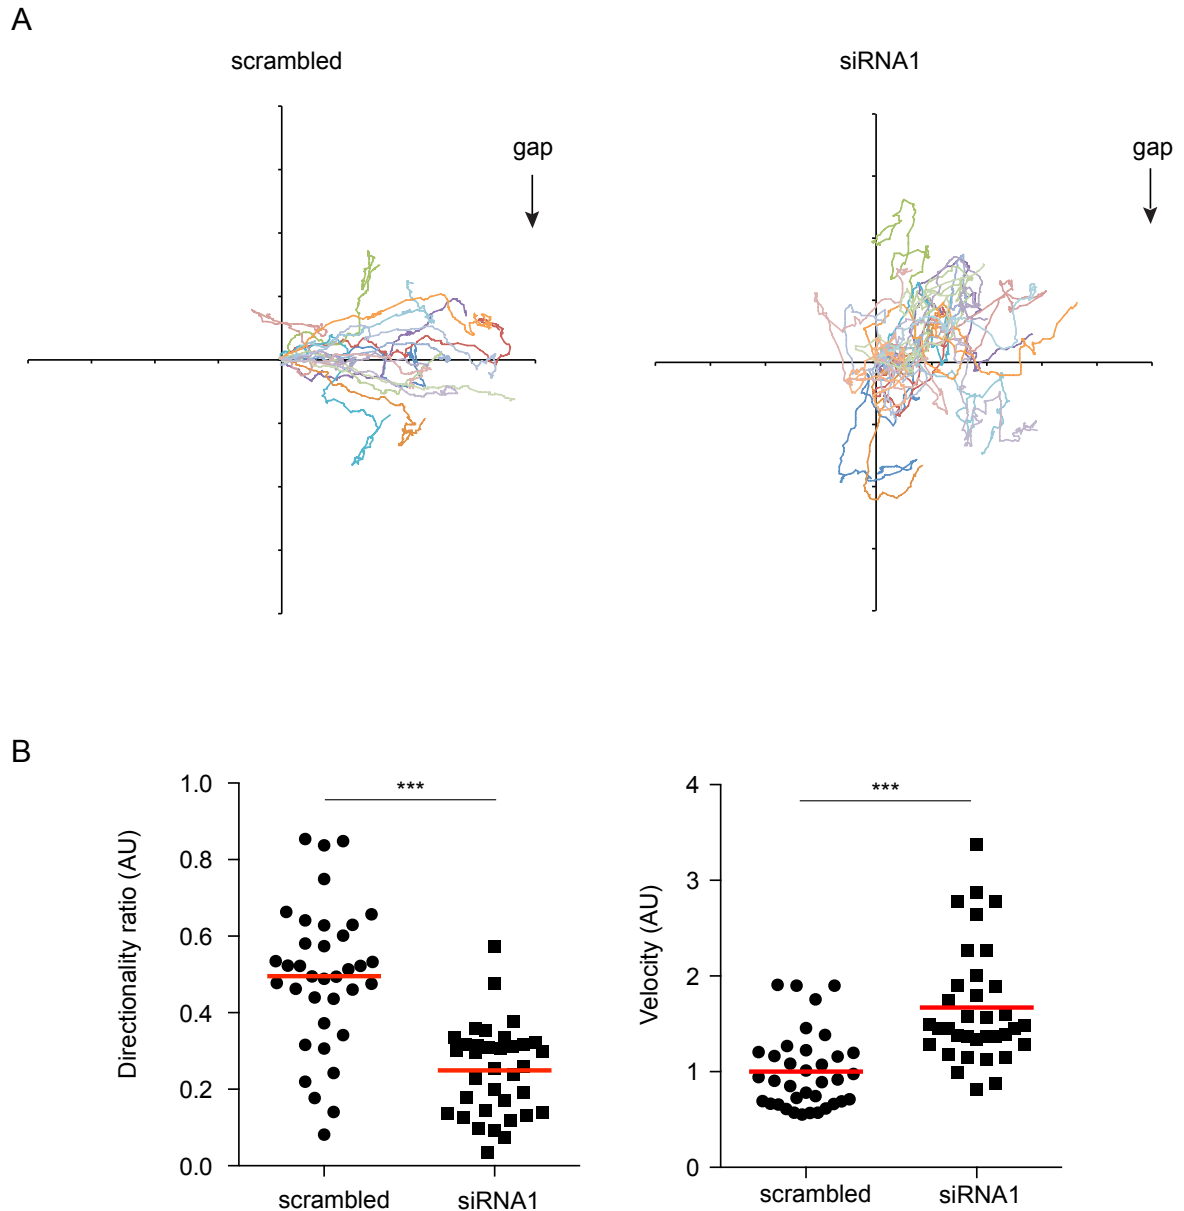 A
scrambled
siRNA1
gap
gap
B
***
***
1.0
0.8
0.6
0.4
0.2
0.0
Directionality ratio (AU)
scrambled
siRNA1
4
3
2
1
0
Velocity (AU)
scrambled
siRNA1